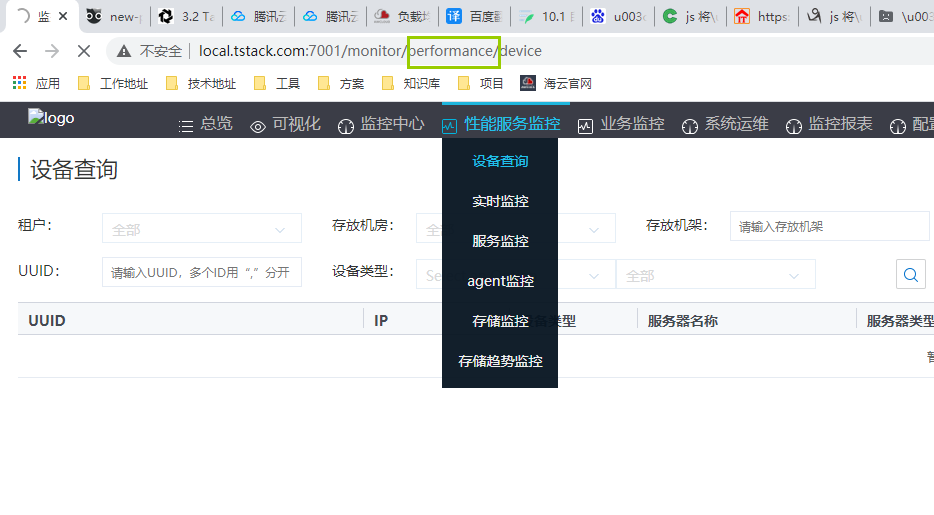 监 new- 3.2 Ta 腾讯云 腾讯云 负载均 译 百度翻 10.1 u003 js 将\ https: js 将\ \u003
不安全 local.tstack.com:7001/monitor/performance/device
应用 工作地址 技术地址 工具 方案 知识库 项目 海云官网
logo 总览 可视化 监控中心 性能服务监控 业务监控 系统运维 监控报表 配置
设备查询
设备查询
实时监控
服务监控
agent监控
存储监控
存储趋势监控
租户: 全部 存放机房: 全 存放机架: 请输入存放机架
UUID: 请输入UUID，多个ID用“,”分开 设备类型: Se 全部
UUID IP 类型 服务器名称 服务器类型
暂